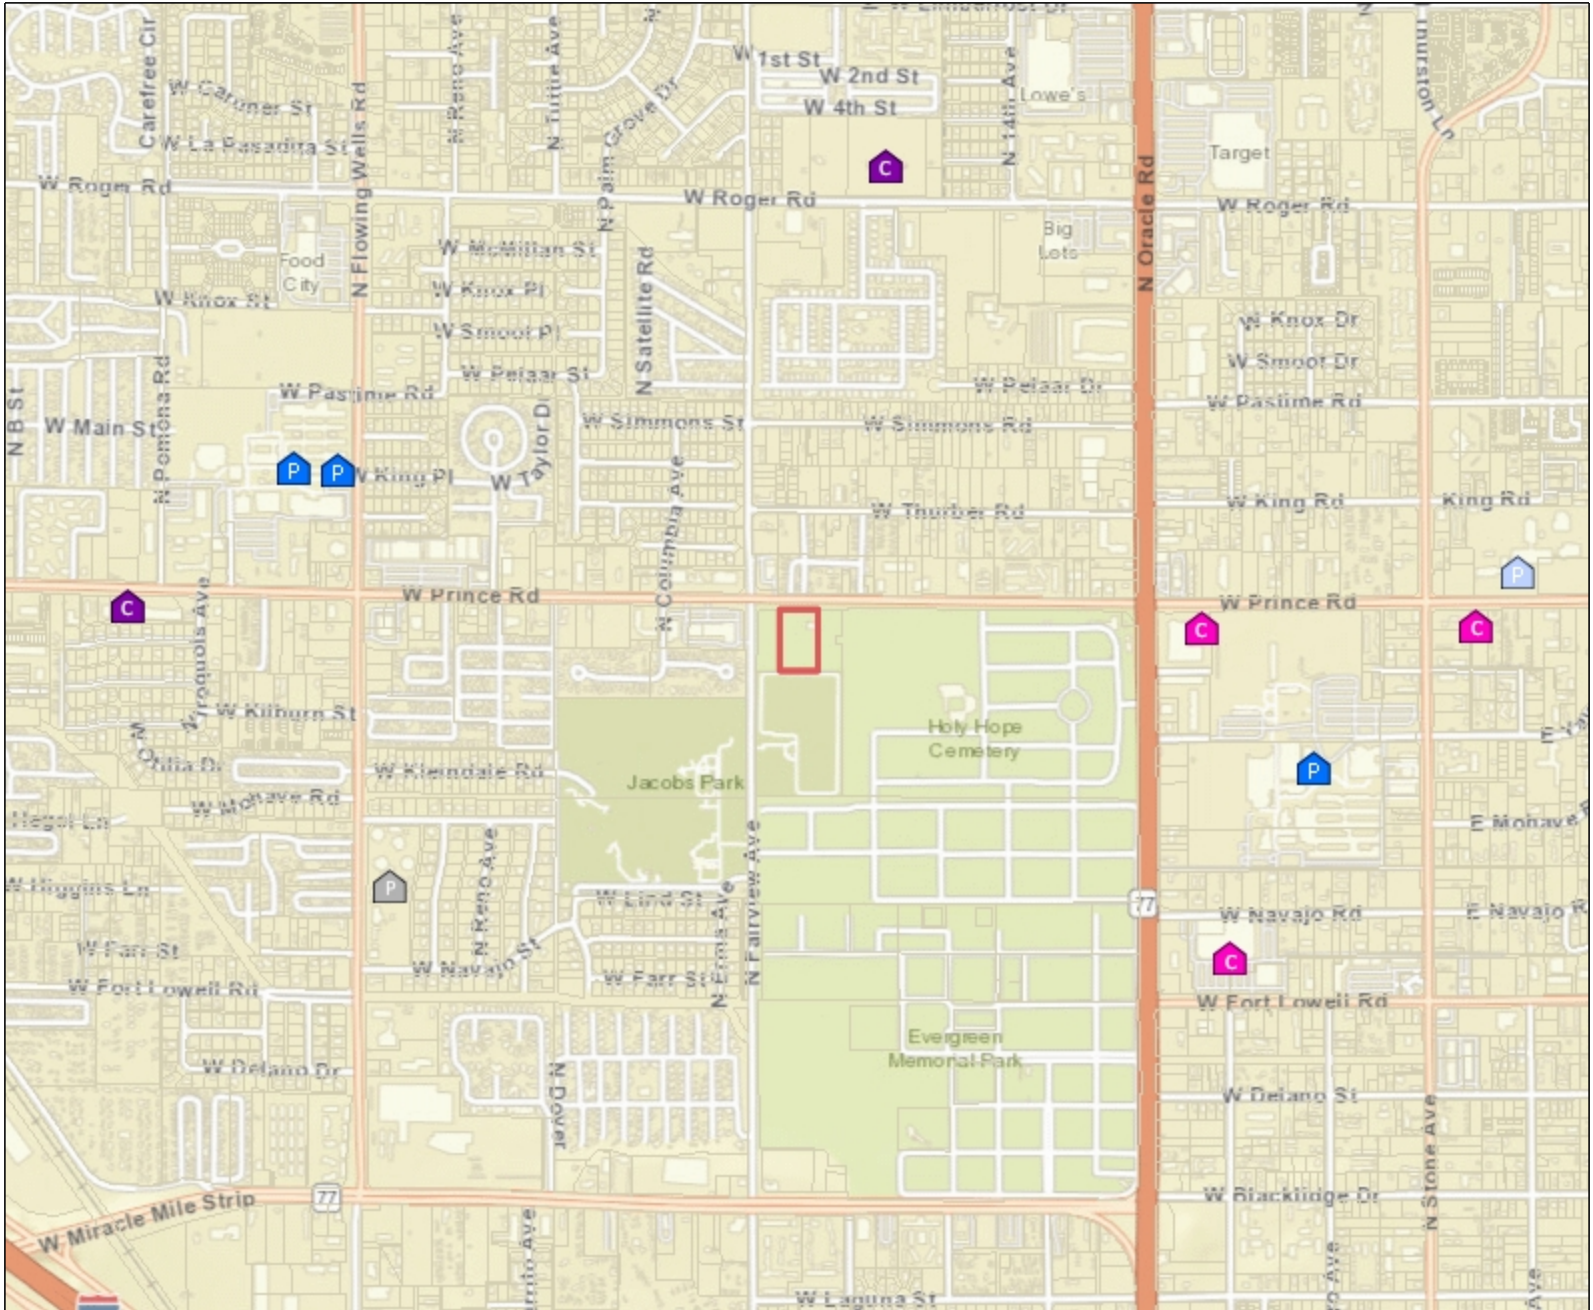 W Emberfrost Dr
Carefree Cir
N Reno Ave
N Tuttle Ave
W 1st St
W 2nd St
W 4th St
Lowe's
N 14th Ave
N Thurston Ln
W Gardner St
N Flowing Wells Rd
N Palm Grove Dr
W La Pasadita St
Target
N Oracle Rd
C
W Roger Rd
W Roger Rd
W Roger Rd
Big
Lots
Food
City
W McMillan St
N Satellite Rd
W Knox St
W Knox Pl
W Knox Dr
W Smoot Pl
W Smoot Dr
W Pelaar St
W Pelaar Dr
W Pastime Rd
W Pastime Rd
N B St
N Pomona Rd
W Main St
W Simmons St
W Simmons Rd
W Taylor Dr
P
P
W King Pl
N Columbia Ave
W King Rd
King Rd
W Thurber Rd
P
W Prince Rd
W Prince Rd
C
C
C
N Iroquois Ave
W Kilburn St
Holy Hope
Cemetery
W Kleindale Rd
Jacobs Park
P
W Mohave Rd
E Mohave
N Reno Ave
N Fairview Ave
P
W Higgins Ln
N Erma Ave
77
W Navajo Rd
E Navajo R
W Farr St
W Navajo St
W Farr St
C
W Fort Lowell Rd
W Fort Lowell Rd
Evergreen
Memorial Park
W Delano Dr
N Dover
W Delano St
N Stone Ave
77
W Miracle Mile Strip
W Blacklidge Dr
W Laguna St